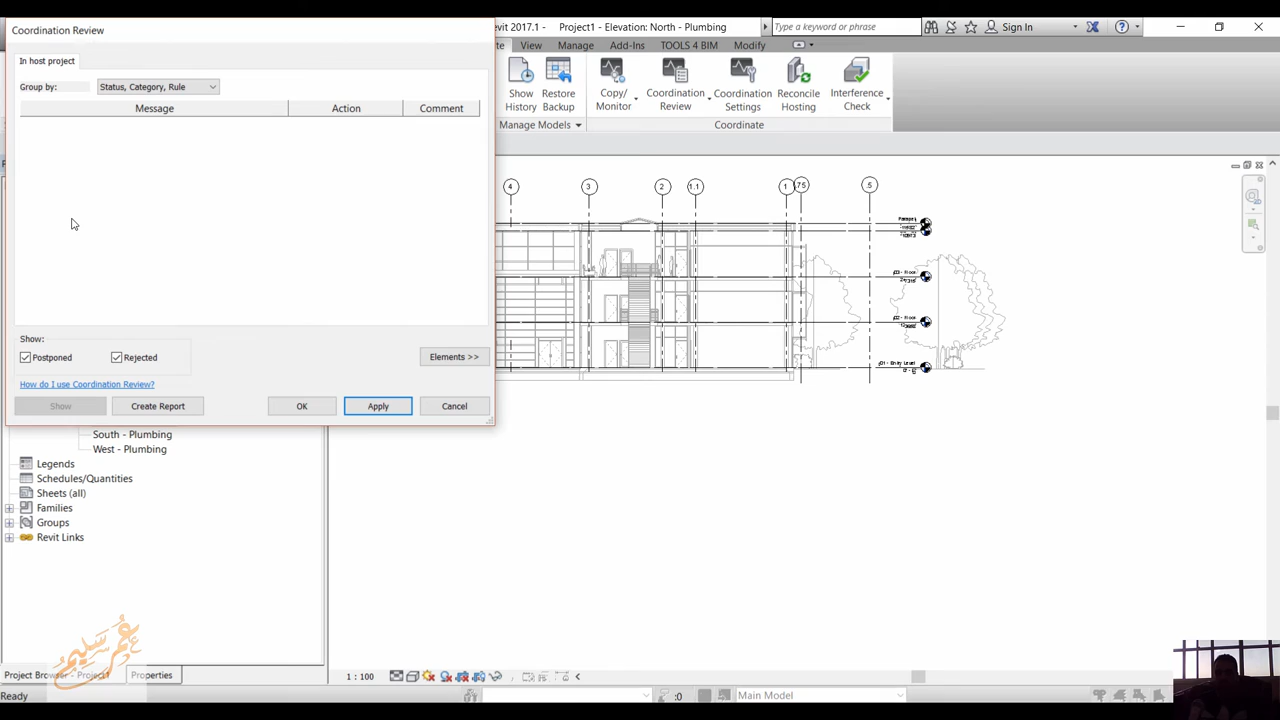 Coordination Review
Revit 2017.1 - Project1 - Elevation: North - Plumbing
Type a keyword or phrase
Sign In
View Manage Add-Ins TOOLS 4 BIM Modify
In host project
Group by: Status, Category, Rule
Message Action Comment
Show History
Restore Backup
Copy/ Monitor
Coordination Review
Coordination Settings
Reconcile Hosting
Interference Check
Manage Models
Coordinate
4 3 2 1.1 1 .75 .5
Show:
Postponed Rejected
Elements >>
How do I use Coordination Review?
Show Create Report OK Apply Cancel
South - Plumbing
West - Plumbing
Legends
Schedules/Quantities
Sheets (all)
Families
Groups
Revit Links
عمر سليم
Project Browser - Project1 Properties
1 : 100
Ready
:0
Main Model